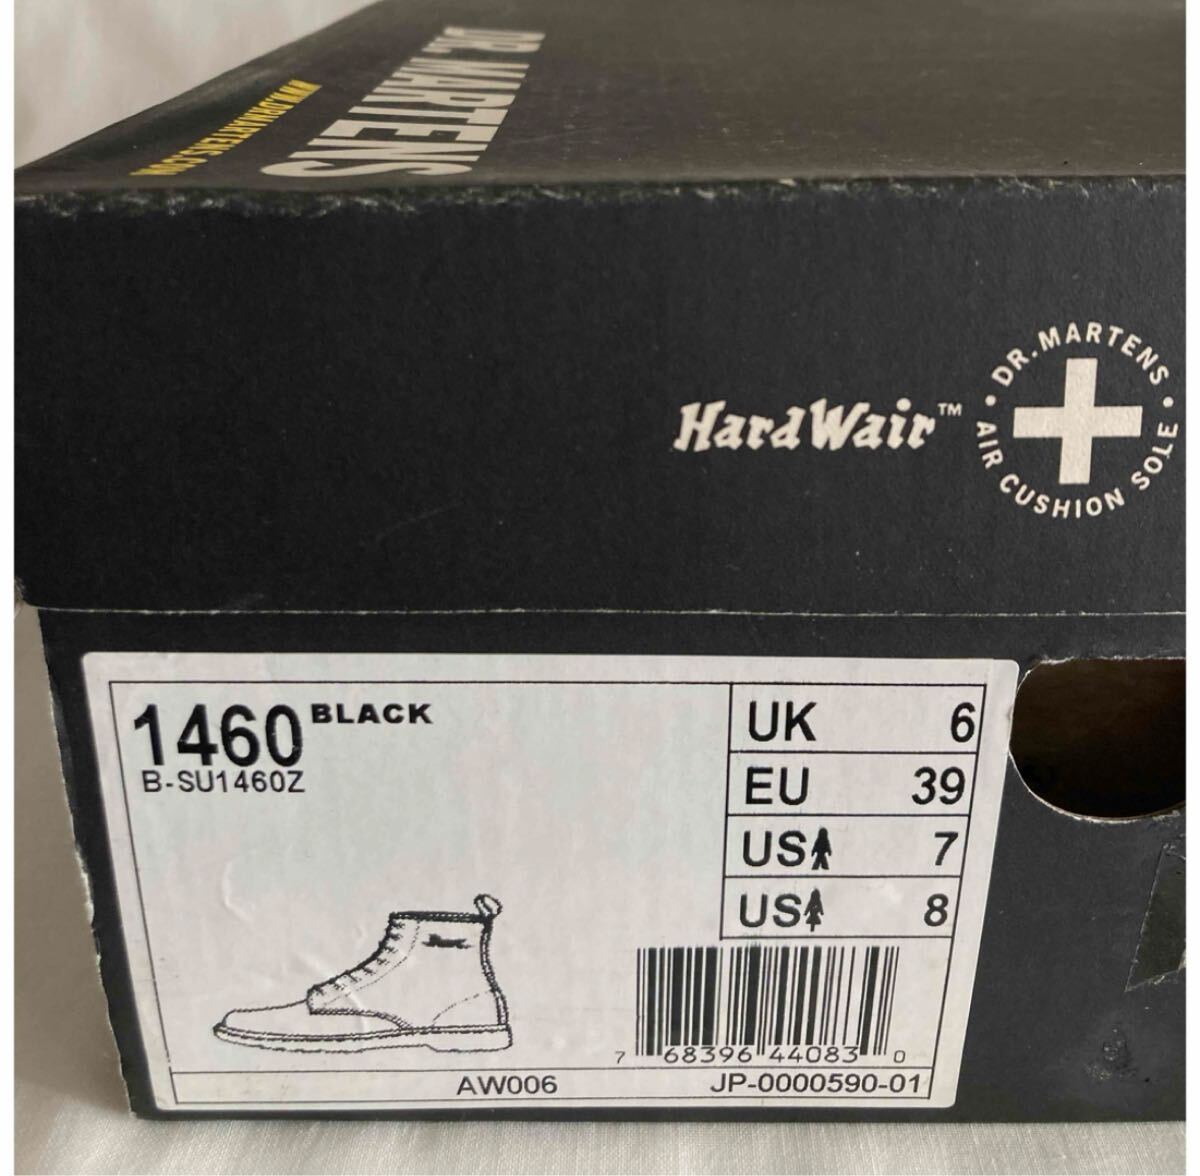 DR. MARTENS
WWW.DRMARTENS.COM
HardWair™
DR. MARTENS
AIR CUSHION SOLE
1460 BLACK
B-SU1460Z
UK 6
EU 39
US 7
US 8
7 68396 44083 0
AW006 JP-0000590-01